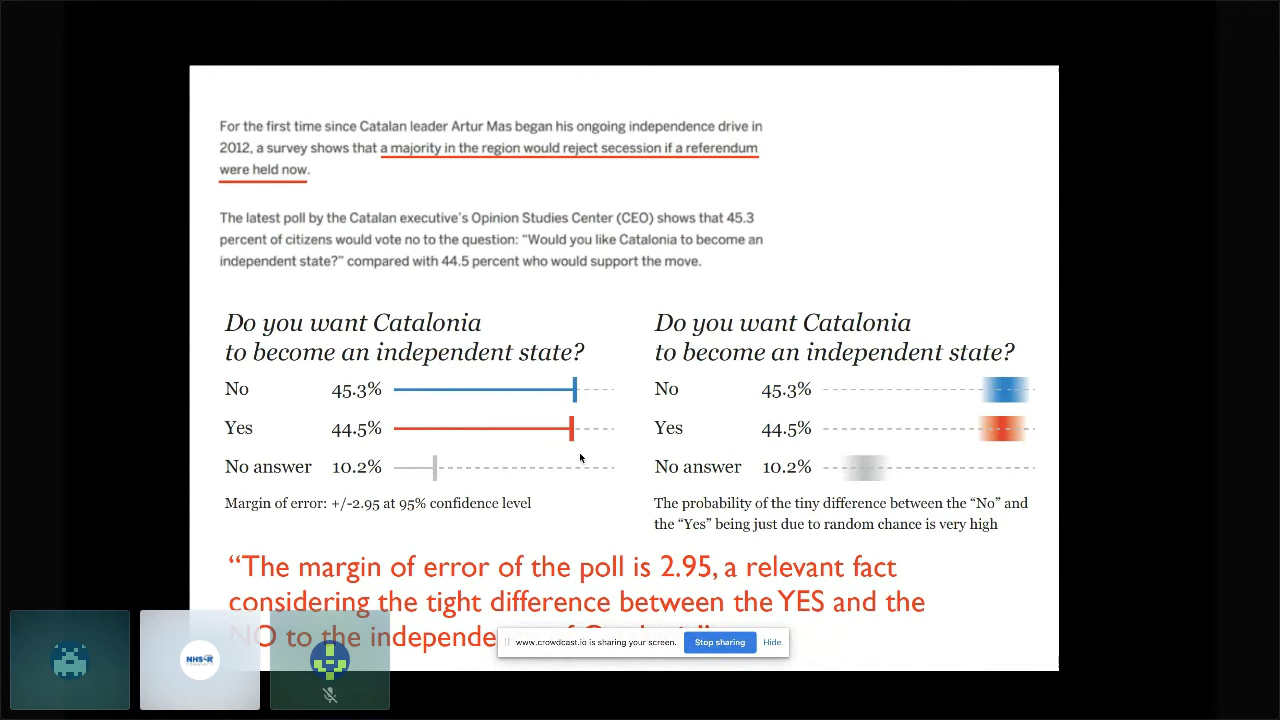 For the first time since Catalan leader Artur Mas began his ongoing independence drive in
2012, a survey shows that a majority in the region would reject secession if a referendum
were held now.
The latest poll by the Catalan executive's Opinion Studies Center (CEO) shows that 45.3
percent of citizens would vote no to the question: “Would you like Catalonia to become an
independent state?” compared with 44.5 percent who would support the move.
Do you want Catalonia
to become an independent state?
No 45.3%
Yes 44.5%
No answer 10.2%
Margin of error: +/-2.95 at 95% confidence level
Do you want Catalonia
to become an independent state?
No 45.3%
Yes 44.5%
No answer 10.2%
The probability of the tiny difference between the “No” and
the “Yes” being just due to random chance is very high
“The margin of error of the poll is 2.95, a relevant fact
considering the tight difference between the YES and the
NO to the independe
www.crowdcast.io is sharing your screen.
Stop sharing
Hide
NHS-R